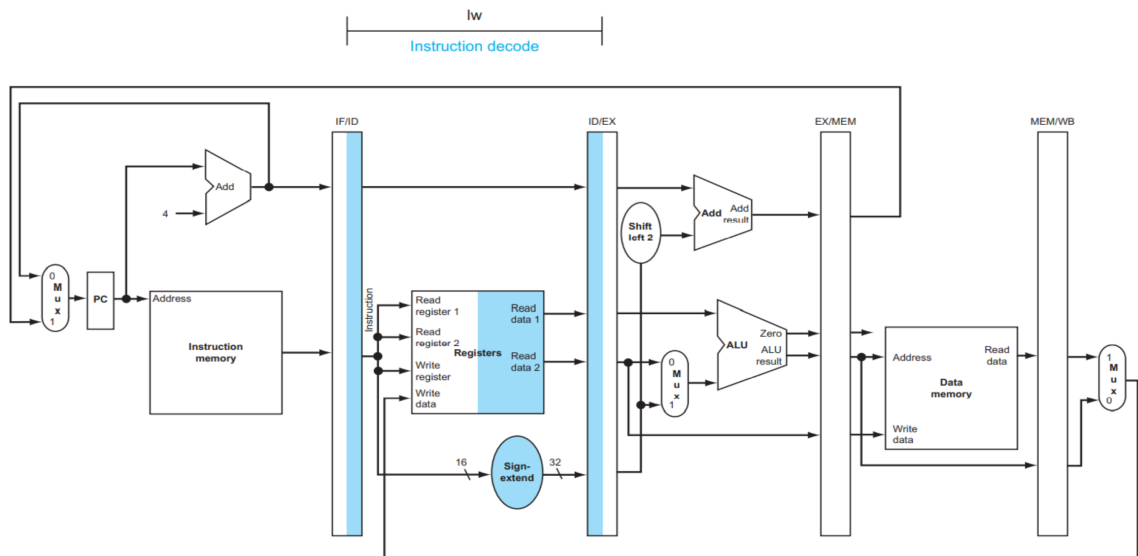 lw
Instruction decode
IF/ID
ID/EX
EX/MEM
MEM/WB
Add
4
Add
Add
result
Shift
left 2
0
M
u
x
1
PC
Address
Instruction
memory
Instruction
Read
register 1
Read
register 2
Write
register
Write
data
Registers
Read
data 1
Read
data 2
16
Sign-
extend
32
0
M
u
x
1
Zero
ALU
ALU
result
Address
Read
data
Data
memory
Write
data
1
M
u
x
0